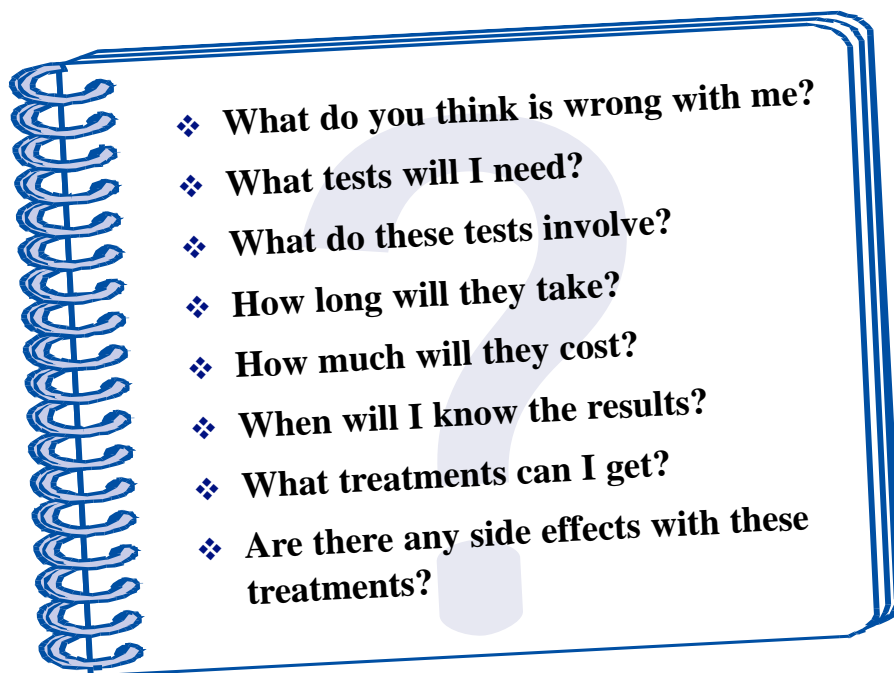 What do you think is wrong with me?
What tests will I need?
What do these tests involve?
How long will they take?
How much will they cost?
When will I know the results?
What treatments can I get?
Are there any side effects with these
treatments?